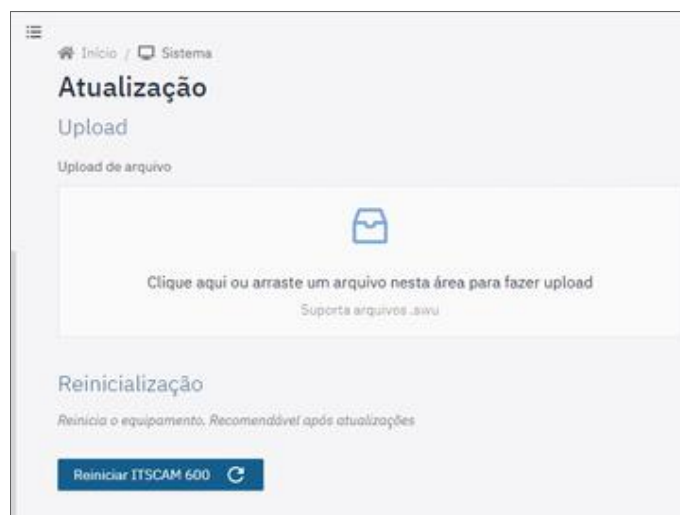 Início / Sistema
Atualização
Upload
Upload de arquivo
Clique aqui ou arraste um arquivo nesta área para fazer upload
Suporta arquivos .swu
Reinicialização
Reinicia o equipamento. Recomendável após atualizações
Reiniciar ITSCAM 600